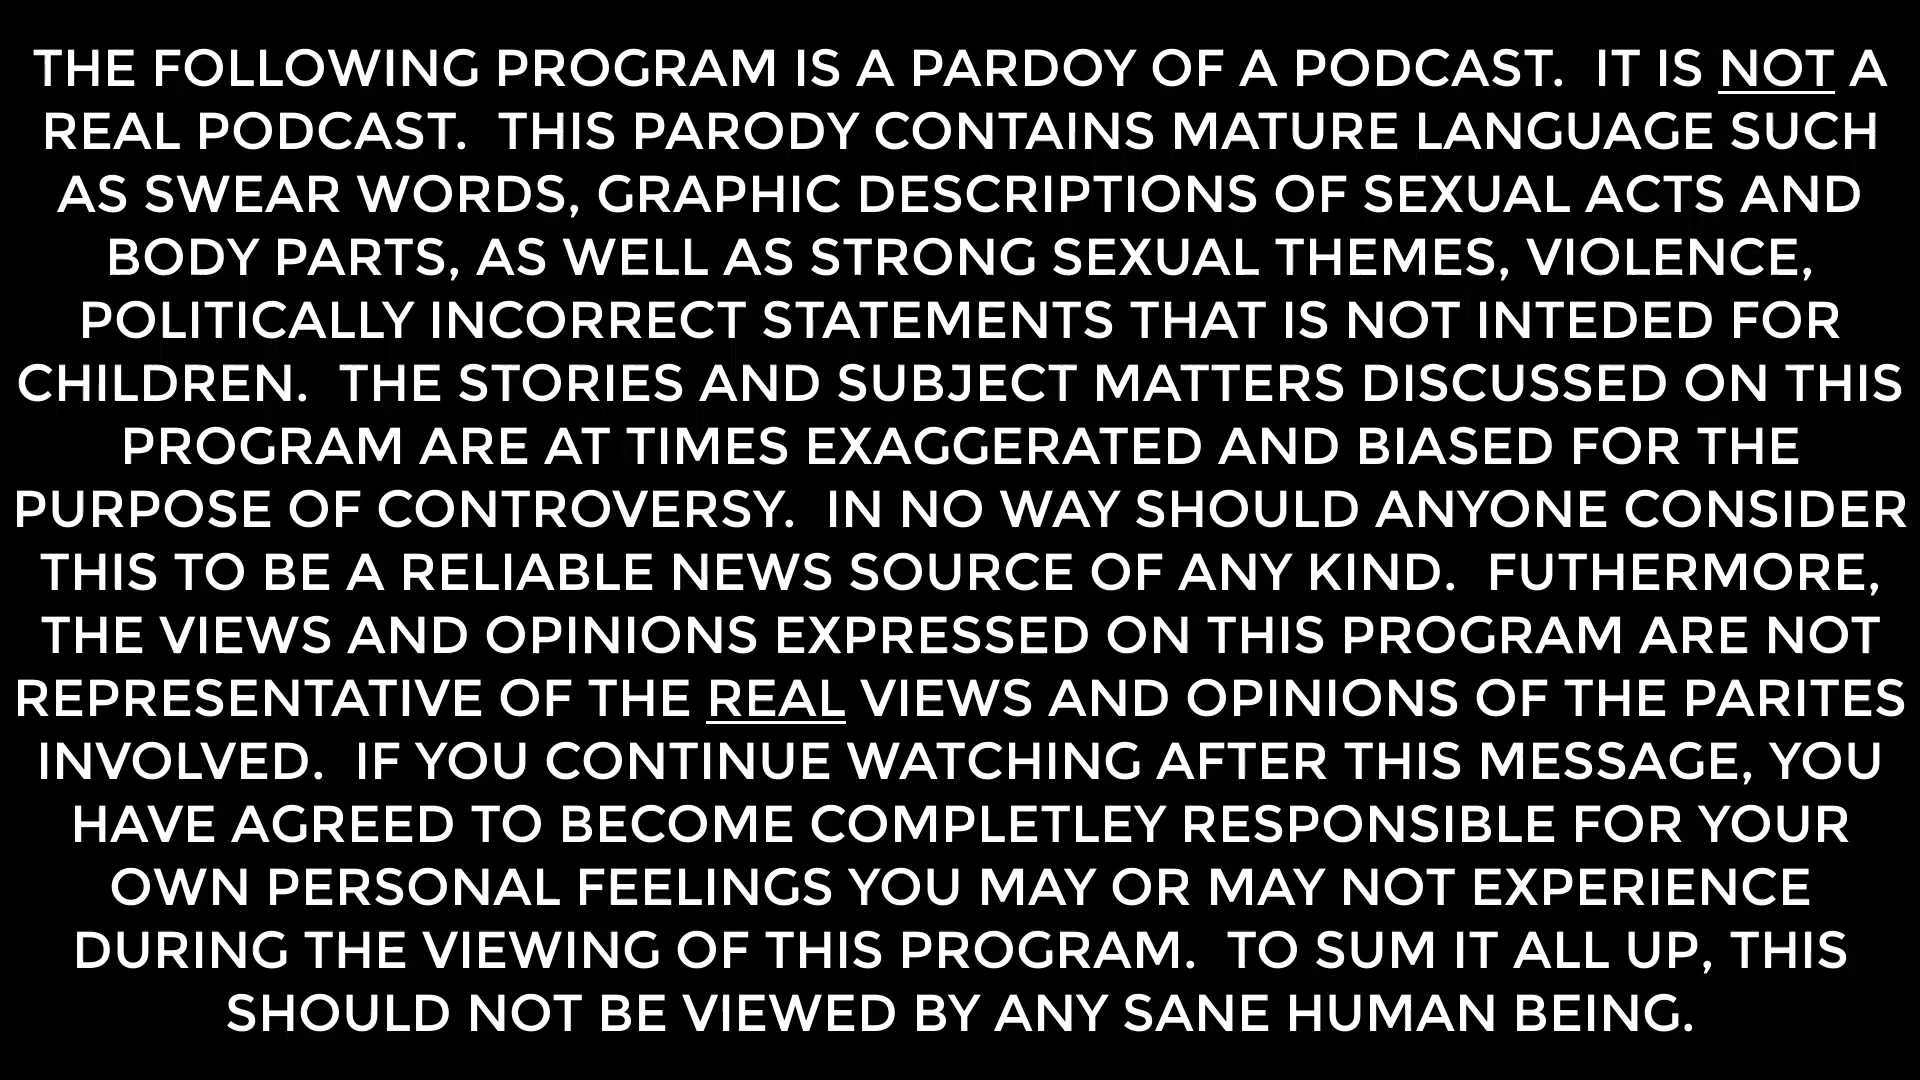 THE FOLLOWING PROGRAM IS A PARDOY OF A PODCAST.  IT IS NOT A
REAL PODCAST.  THIS PARODY CONTAINS MATURE LANGUAGE SUCH
AS SWEAR WORDS, GRAPHIC DESCRIPTIONS OF SEXUAL ACTS AND
BODY PARTS, AS WELL AS STRONG SEXUAL THEMES, VIOLENCE,
POLITICALLY INCORRECT STATEMENTS THAT IS NOT INTEDED FOR
CHILDREN.  THE STORIES AND SUBJECT MATTERS DISCUSSED ON THIS
PROGRAM ARE AT TIMES EXAGGERATED AND BIASED FOR THE
PURPOSE OF CONTROVERSY.  IN NO WAY SHOULD ANYONE CONSIDER
THIS TO BE A RELIABLE NEWS SOURCE OF ANY KIND.  FUTHERMORE,
THE VIEWS AND OPINIONS EXPRESSED ON THIS PROGRAM ARE NOT
REPRESENTATIVE OF THE REAL VIEWS AND OPINIONS OF THE PARITES
INVOLVED.  IF YOU CONTINUE WATCHING AFTER THIS MESSAGE, YOU
HAVE AGREED TO BECOME COMPLETLEY RESPONSIBLE FOR YOUR
OWN PERSONAL FEELINGS YOU MAY OR MAY NOT EXPERIENCE
DURING THE VIEWING OF THIS PROGRAM.  TO SUM IT ALL UP, THIS
SHOULD NOT BE VIEWED BY ANY SANE HUMAN BEING.